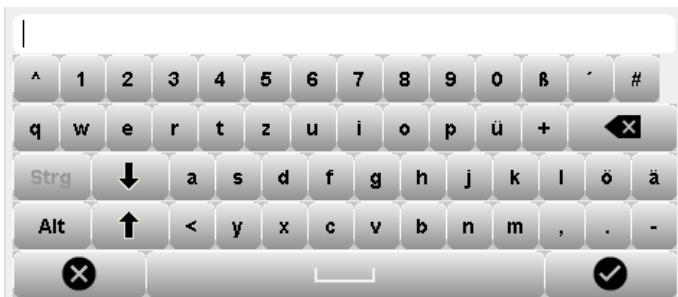 ^ 1 2 3 4 5 6 7 8 9 0 ß ´ #
q w e r t z u i o p ü +
Strg a s d f g h j k l ö ä
Alt < y x c v b n m , . -